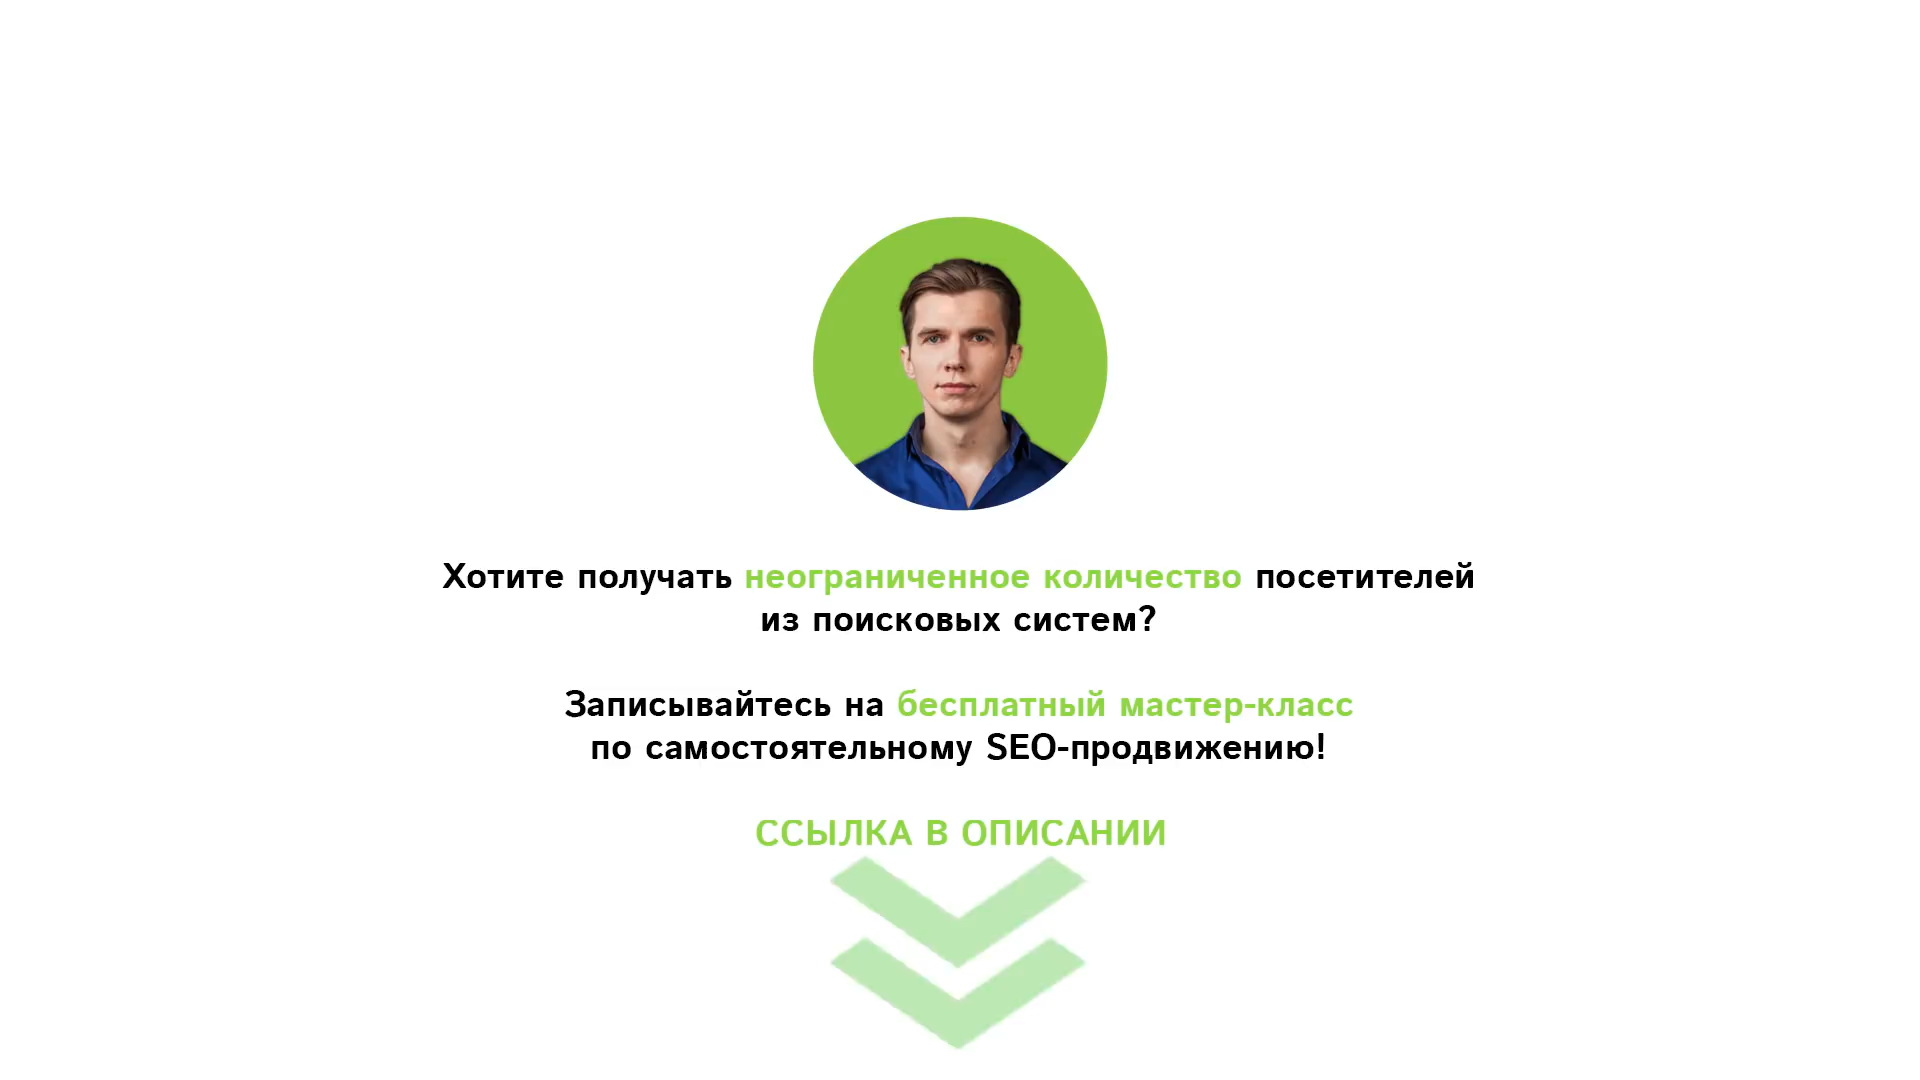 Хотите получать неограниченное количество посетителей
из поисковых систем?
Записывайтесь на бесплатный мастер-класс
по самостоятельному SEO-продвижению!
ССЫЛКА В ОПИСАНИИ